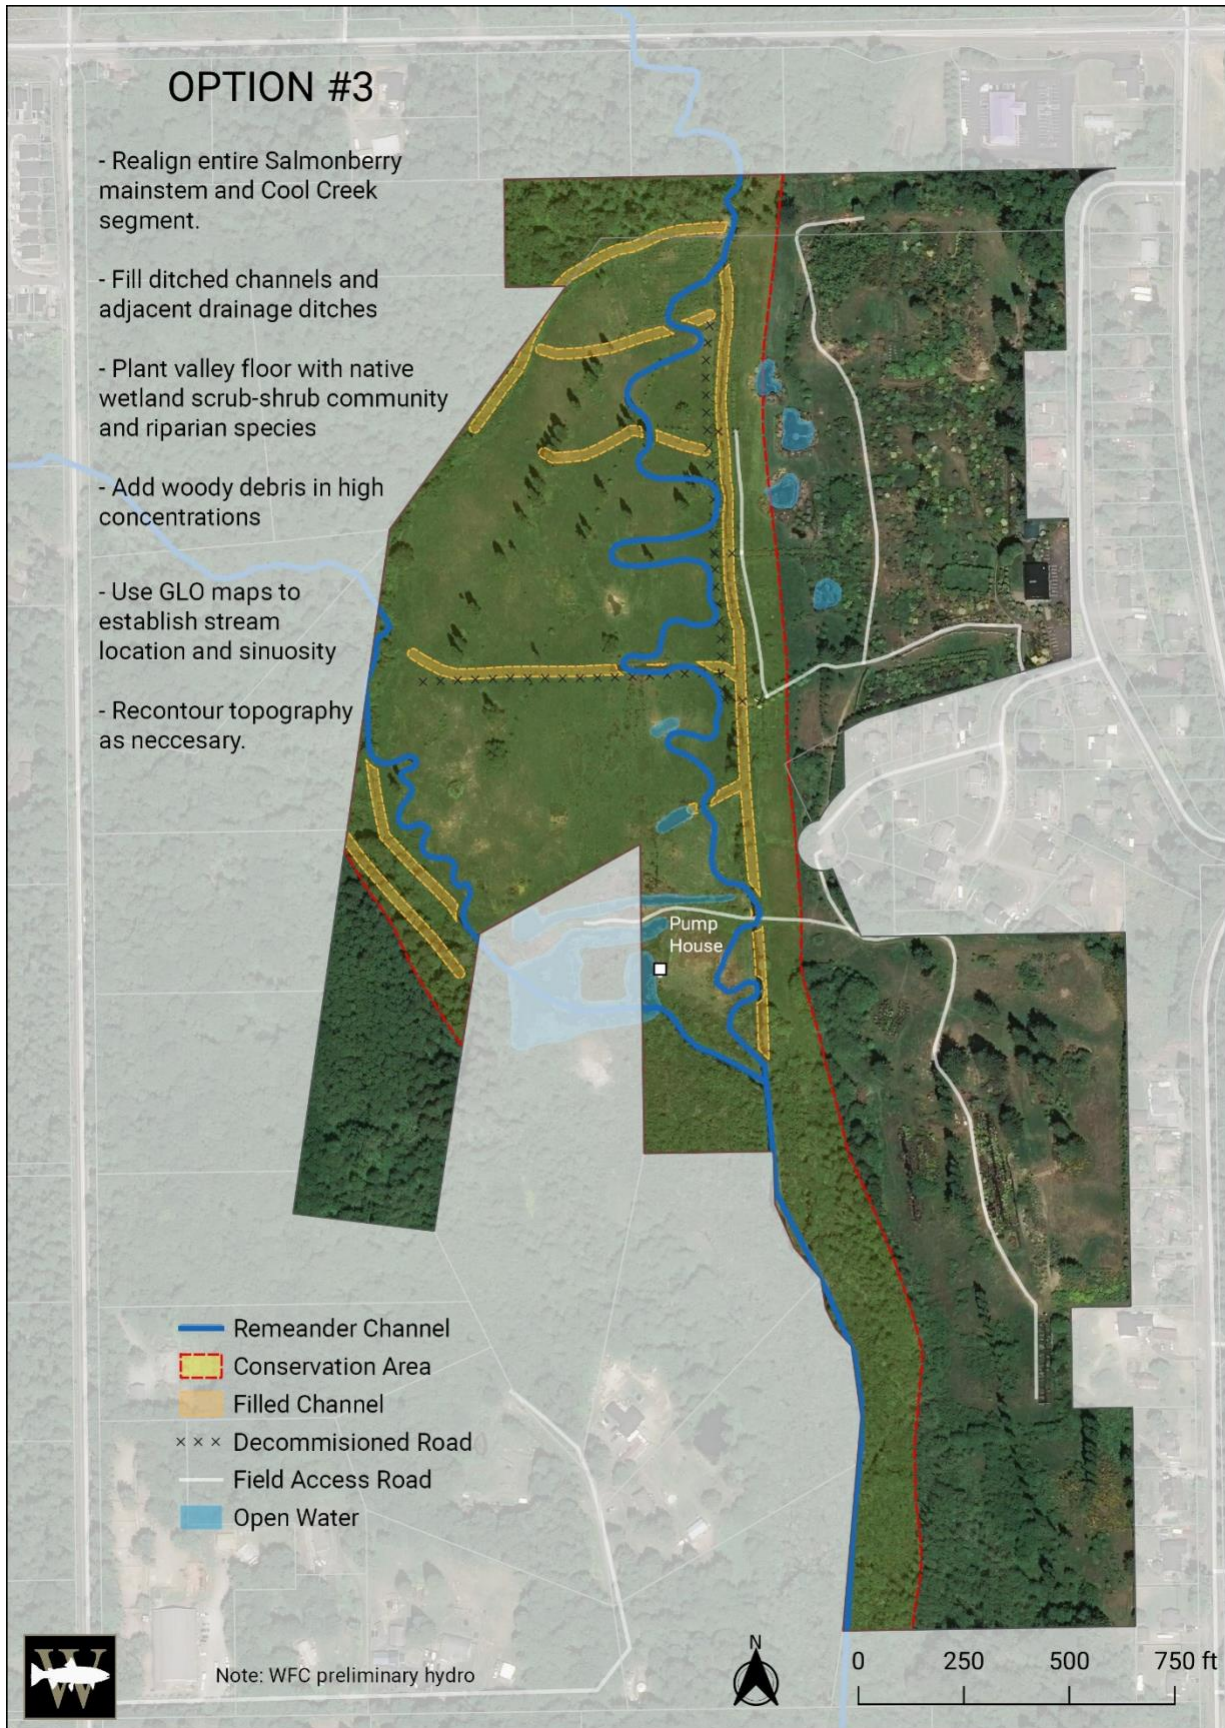 OPTION #3
- Realign entire Salmonberry
mainstem and Cool Creek
segment.
- Fill ditched channels and
adjacent drainage ditches
- Plant valley floor with native
wetland scrub-shrub community
and riparian species
- Add woody debris in high
concentrations
- Use GLO maps to
establish stream
location and sinuosity
- Recontour topography
as neccesary.
Pump
House
Remeander Channel
Conservation Area
Filled Channel
× × × Decommisioned Road
Field Access Road
Open Water
W
Note: WFC preliminary hydro
N
0 250 500 750 ft